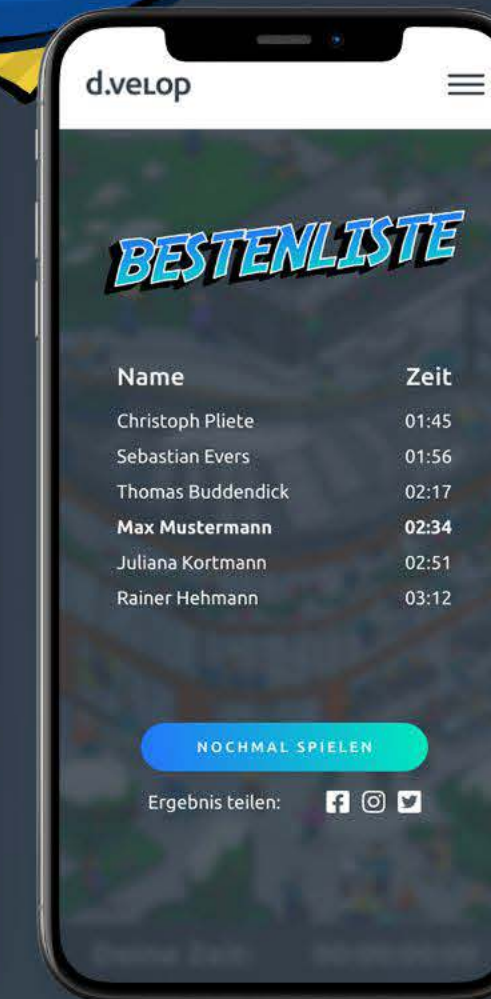 d.velop
BESTENLISTE
Name Zeit
Christoph Pliete 01:45
Sebastian Evers 01:56
Thomas Buddendick 02:17
Max Mustermann 02:34
Juliana Kortmann 02:51
Rainer Hehmann 03:12
NOCHMAL SPIELEN
Ergebnis teilen: